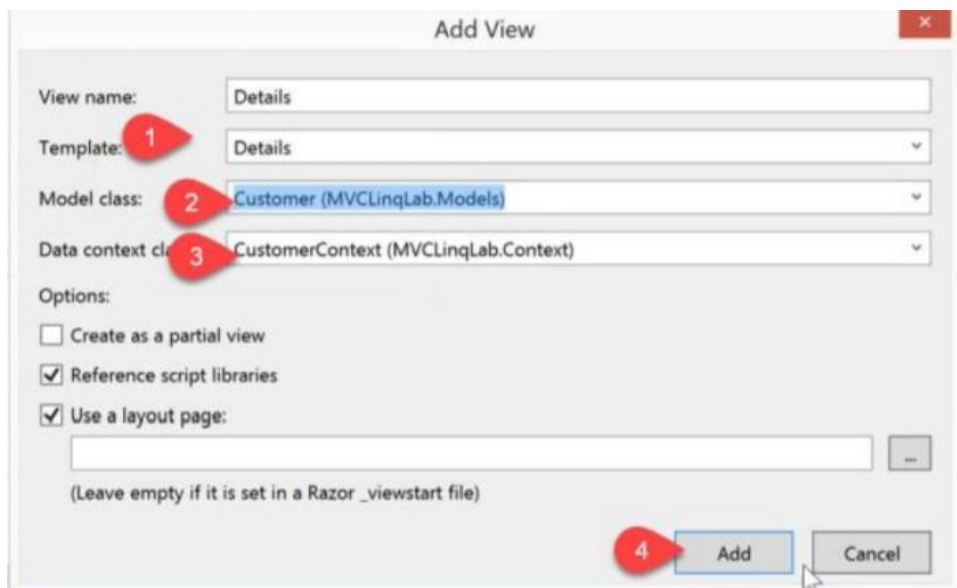 Add View
×
View name: Details
Template: 1 Details
Model class: 2 Customer (MVCLinqLab.Models)
Data context cl 3 CustomerContext (MVCLinqLab.Context)
Options:
Create as a partial view
Reference script libraries
Use a layout page:
...
(Leave empty if it is set in a Razor _viewstart file)
4 Add Cancel